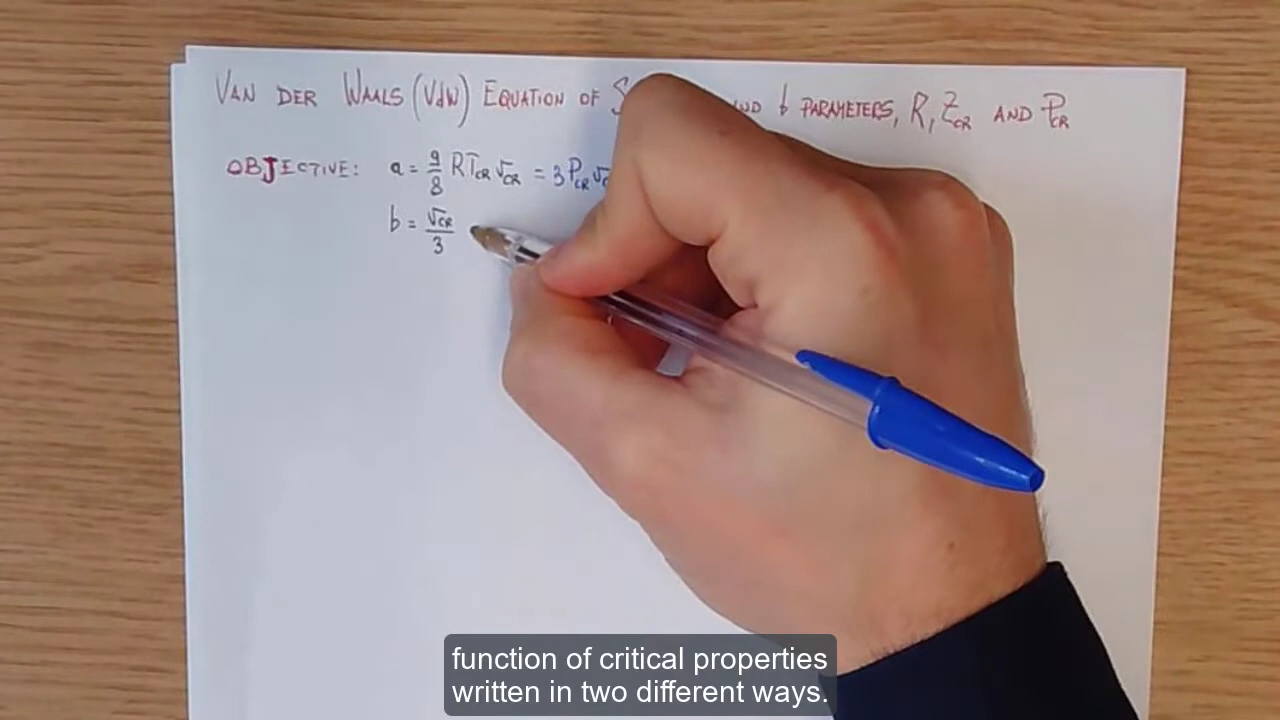 VAN DER WAALS (VdW) EQUATION OF b PARAMETERS, R, Z_CR AND P_CR
OBJECTIVE: a = 9/8 RT_CR v_CR = 3 P_CR
b = v_CR/3
function of critical properties
written in two different ways.